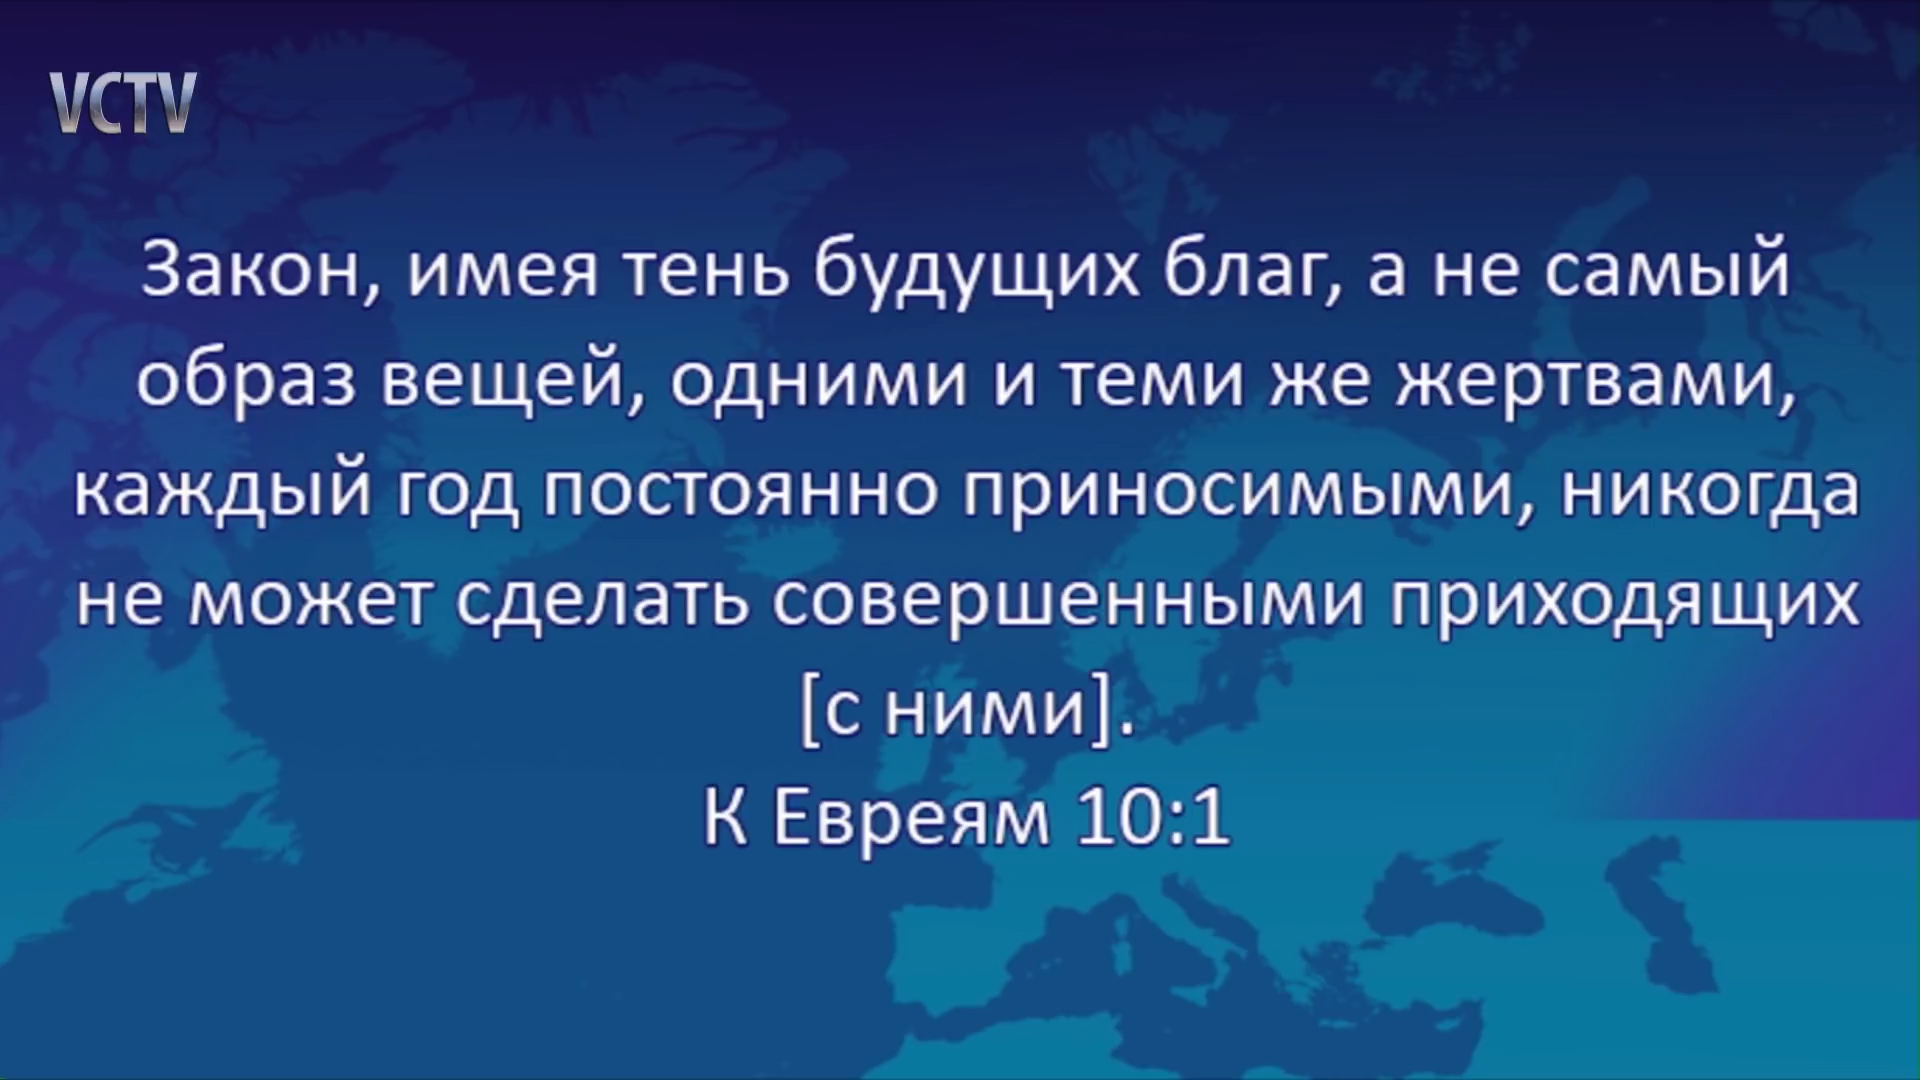 VCTV
Закон, имея тень будущих благ, а не самый
образ вещей, одними и теми же жертвами,
каждый год постоянно приносимыми, никогда
не может сделать совершенными приходящих
[с ними].
К Евреям 10:1